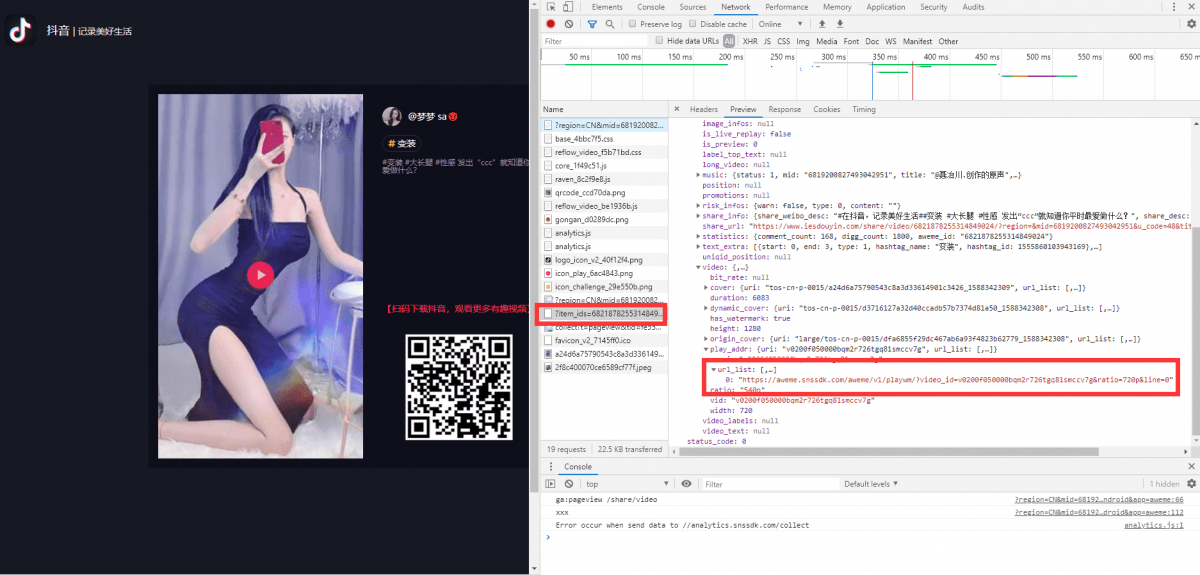 抖音 | 记录美好生活
@梦梦 sa
# 变装
#变装 #大长腿 #性感 发出“ccc”就知道你
爱做什么?
【扫码下载抖音，观看更多有趣视频】
Elements Console Sources Network Performance Memory Application Security Audits
Preserve log Disable cache Online
Filter Hide data URLs All XHR JS CSS Img Media Font Doc WS Manifest Other
50 ms 100 ms 150 ms 200 ms 250 ms 300 ms 350 ms 400 ms 450 ms 500 ms 550 ms 600 ms 650
Name
?region=CN&mid=681920082...
base_4bbc7f5.css
reflow_video_f5b71bd.css
core_1f49c51.js
raven_8c2f9e8.js
qrcode_ccd70da.png
reflow_video_be1936b.js
gongan_d0289dc.png
analytics.js
analytics.js
logo_icon_v2_40f12f4.png
icon_play_6ac4843.png
icon_challenge_29e550b.png
?region=CN&mid=681920082...
?item_ids=6821878255314849...
favicon_v2_7145ff0.ico
a24d6a75790543c8a3d336149...
2f8c400070ce6589cf77f.jpeg
19 requests 22.5 KB transferred
Headers Preview Response Cookies Timing
image_infos: null
is_live_replay: false
is_preview: 0
label_top_text: null
long_video: null
music: {status: 1, mid: "6819200827493042951", title: "@聂治川.创作的原声",…}
position: null
promotions: null
risk_infos: {warn: false, type: 0, content: ""}
share_info: {share_weibo_desc: "#在抖音，记录美好生活##变装 #大长腿 #性感 发出“ccc”就知道你平时最爱做什么？", share_desc:
share_url: "https://www.iesdouyin.com/share/video/6821878255314849024/?region=&mid=6819200827493042951&u_code=48&tit
statistics: {comment_count: 168, digg_count: 1800, aweme_id: "6821878255314849024"}
text_extra: [{start: 0, end: 3, type: 1, hashtag_name: "变装", hashtag_id: 1555860103943169},…]
uniqid_position: null
video: {,…}
bit_rate: null
cover: {uri: "tos-cn-p-0015/a24d6a75790543c8a3d33614901c3426_1588342309", url_list: [,…]}
duration: 6083
dynamic_cover: {uri: "tos-cn-p-0015/d3716127a32d40ccadb57b7374d81a50_1588342308", url_list: [,…]}
has_watermark: true
height: 1280
origin_cover: {uri: "large/tos-cn-p-0015/dfa6855f29dc467ab6a93f4823b62779_1588342308", url_list: [,…]}
play_addr: {uri: "v0200f050000bqm2r726tgq8lsmccv7g", url_list: [,…]}
url_list: [,…]
0: "https://aweme.snssdk.com/aweme/v1/playwm/?video_id=v0200f050000bqm2r726tgq8lsmccv7g&ratio=720p&line=0"
ratio: "540p"
vid: "v0200f050000bqm2r726tgq8lsmccv7g"
width: 720
video_labels: null
video_text: null
status_code: 0
Console
top Filter Default levels 1 hidden
ga:pageview /share/video ?region=CN&mid=68192…ndroid&app=aweme:66
xxx ?region=CN&mid=68192…droid&app=aweme:112
Error occur when send data to //analytics.snssdk.com/collect analytics.js:1